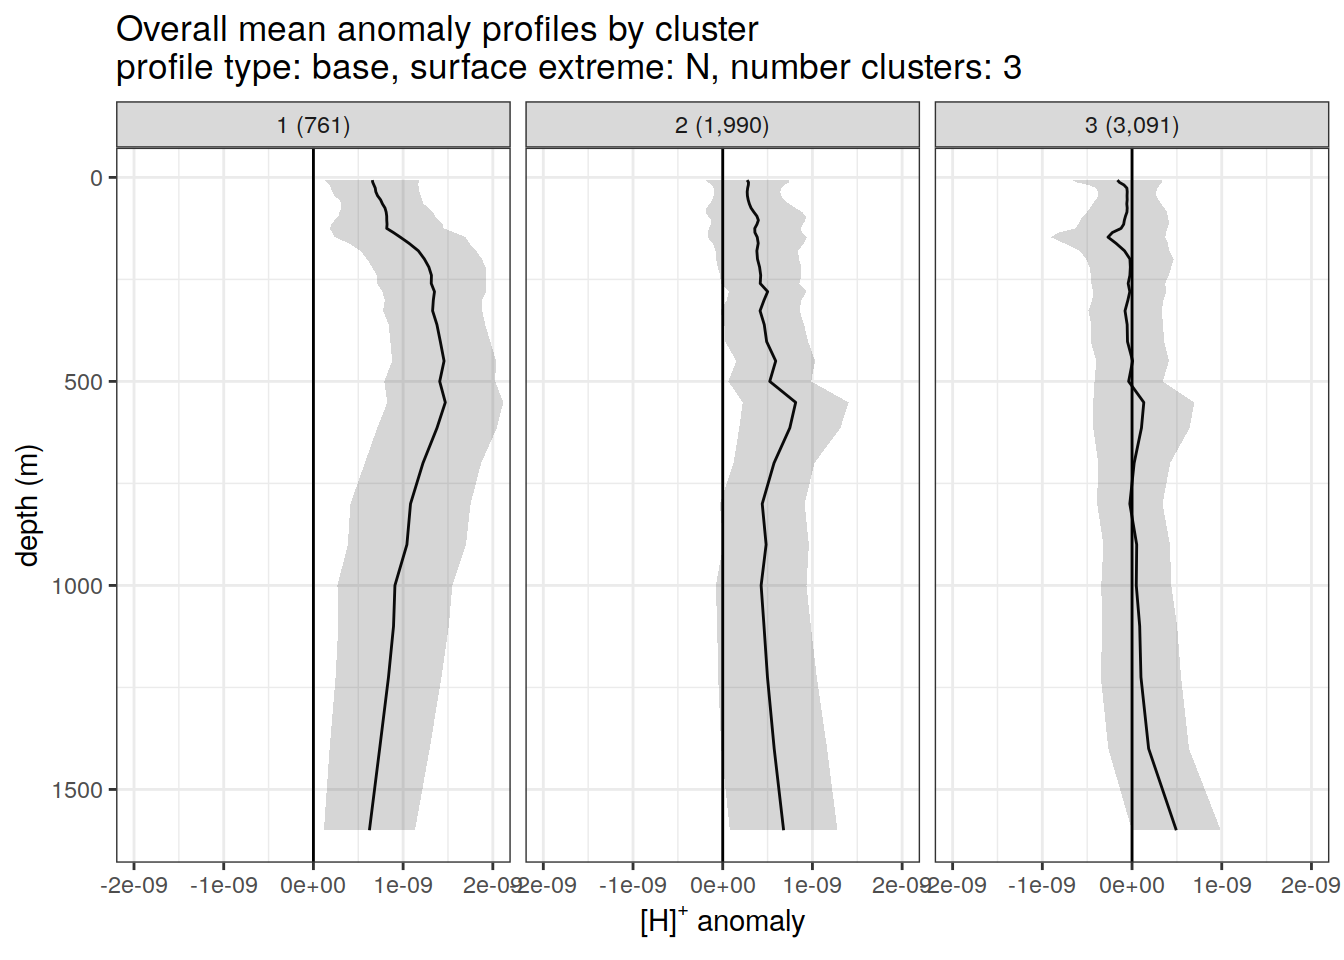 Overall mean anomaly profiles by cluster
profile type: base, surface extreme: N, number clusters: 3
1 (761)
2 (1,990)
3 (3,091)
0
500
1000
1500
depth (m)
-2e-09 -1e-09 0e+00 1e-09 2e-09 -2e-09 -1e-09 0e+00 1e-09 2e-09 -2e-09 -1e-09 0e+00 1e-09 2e-09
[H]⁺ anomaly